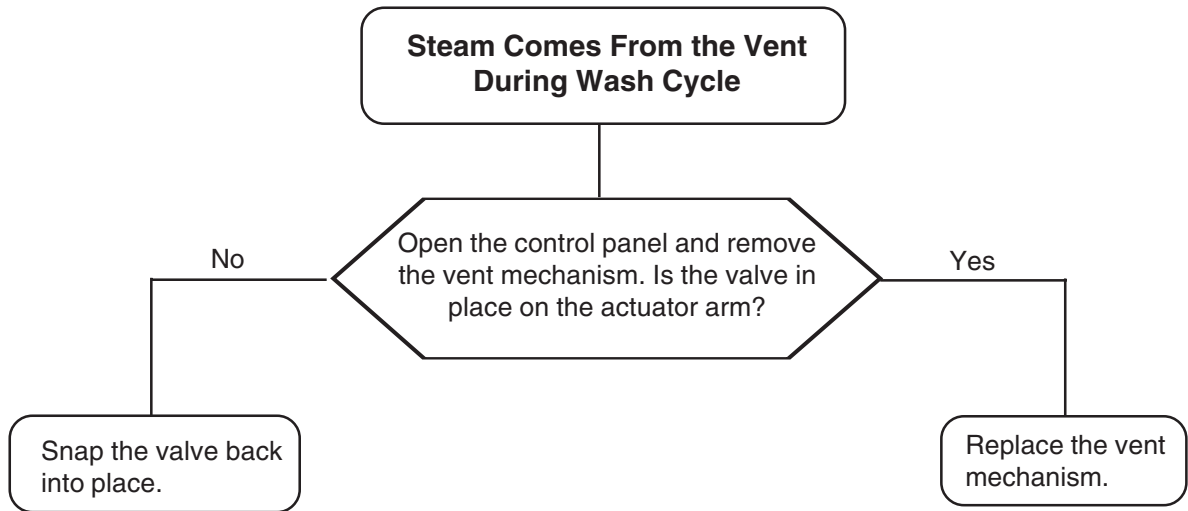 Steam Comes From the Vent
During Wash Cycle
Open the control panel and remove
the vent mechanism. Is the valve in
place on the actuator arm?
No
Yes
Snap the valve back
into place.
Replace the vent
mechanism.